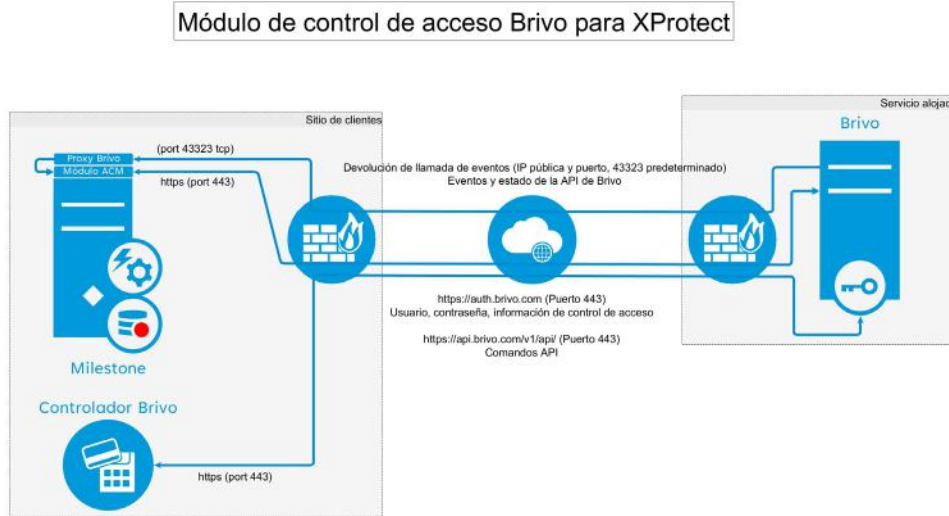 Módulo de control de acceso Brivo para XProtect
Sitio de clientes
Servicio alojad
Brivo
(port 43323 tcp)
Proxy Brivo
Módulo ACM
https (port 443)
Devolución de llamada de eventos (IP pública y puerto, 43323 predeterminado)
Eventos y estado de la API de Brivo
https://auth.brivo.com (Puerto 443)
Usuario, contraseña, información de control de acceso
https://api.brivo.com/v1/api/ (Puerto 443)
Comandos API
Milestone
Controlador Brivo
https (port 443)